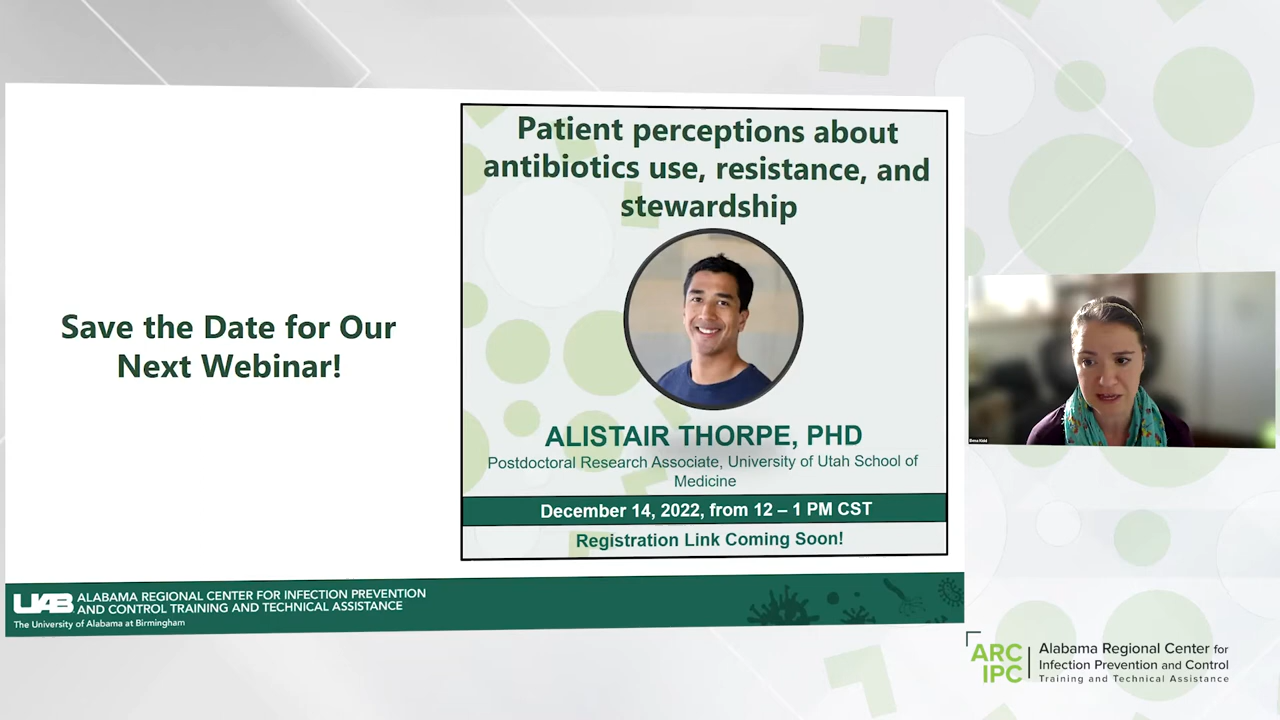 Save the Date for Our
Next Webinar!
Patient perceptions about
antibiotics use, resistance, and
stewardship
ALISTAIR THORPE, PHD
Postdoctoral Research Associate, University of Utah School of
Medicine
December 14, 2022, from 12 – 1 PM CST
Registration Link Coming Soon!
UAB ALABAMA REGIONAL CENTER FOR INFECTION PREVENTION
AND CONTROL TRAINING AND TECHNICAL ASSISTANCE
The University of Alabama at Birmingham
ARC
IPC
Alabama Regional Center for
Infection Prevention and Control
Training and Technical Assistance